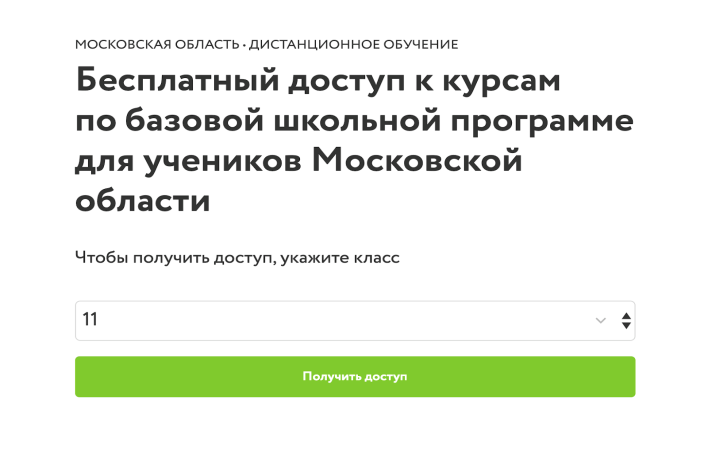 МОСКОВСКАЯ ОБЛАСТЬ • ДИСТАНЦИОННОЕ ОБУЧЕНИЕ
Бесплатный доступ к курсам
по базовой школьной программе
для учеников Московской
области
Чтобы получить доступ, укажите класс
11
Получить доступ